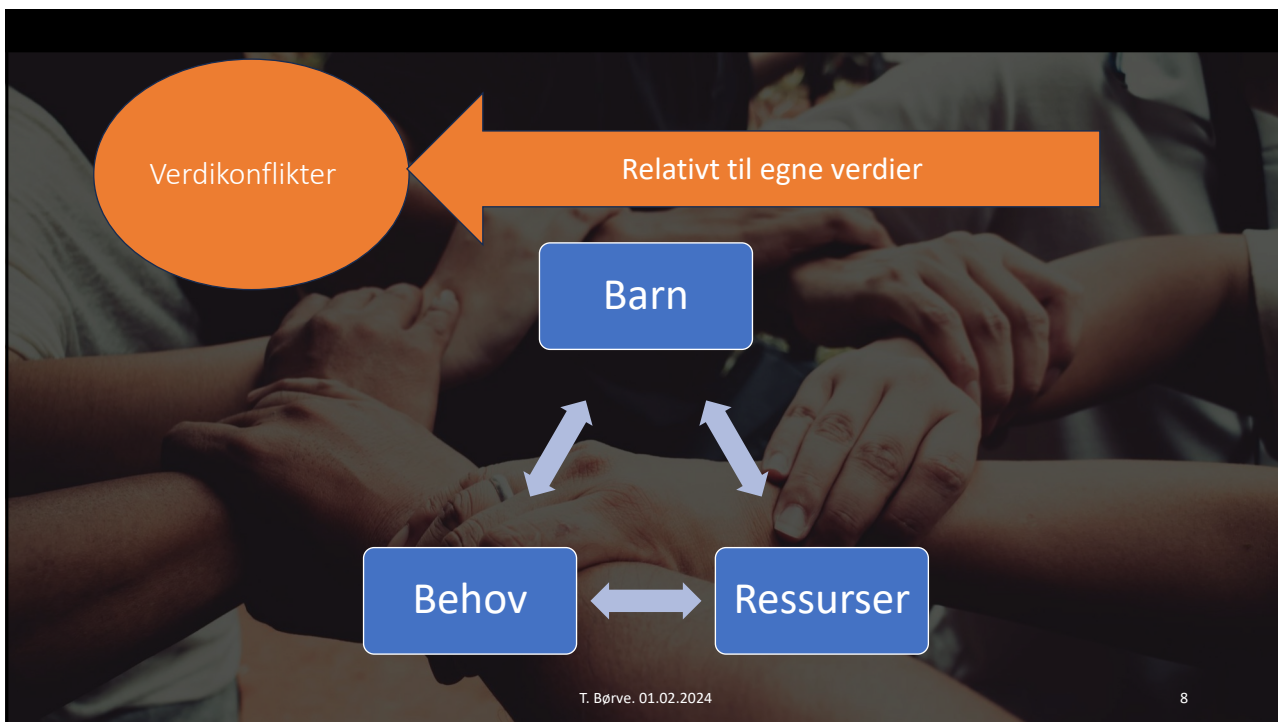 Verdikonflikter
Relativt til egne verdier
Barn
Behov
Ressurser
T. Børve. 01.02.2024
8